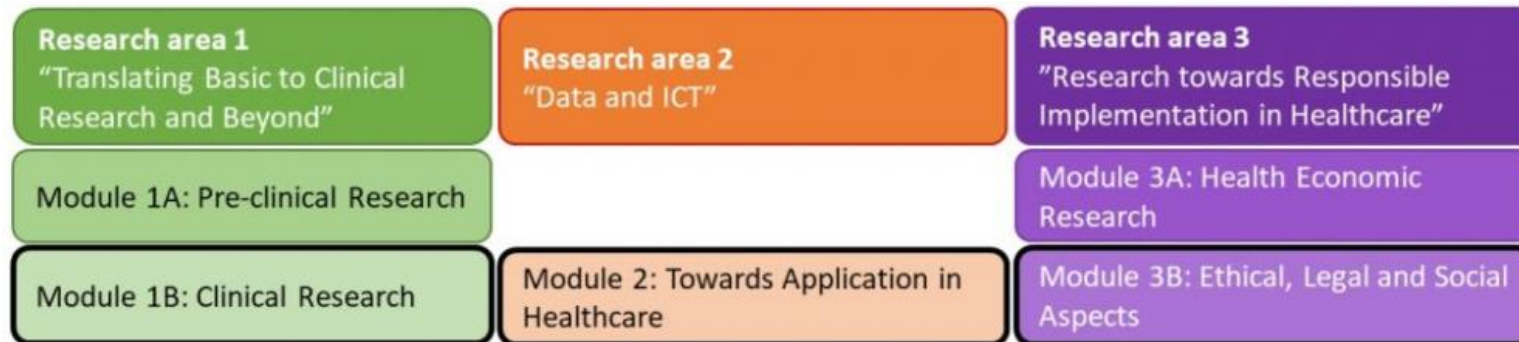 Research area 1
“Translating Basic to Clinical
Research and Beyond”
Module 1A: Pre-clinical Research
Module 1B: Clinical Research
Research area 2
“Data and ICT”
Module 2: Towards Application in
Healthcare
Research area 3
”Research towards Responsible
Implementation in Healthcare”
Module 3A: Health Economic
Research
Module 3B: Ethical, Legal and Social
Aspects